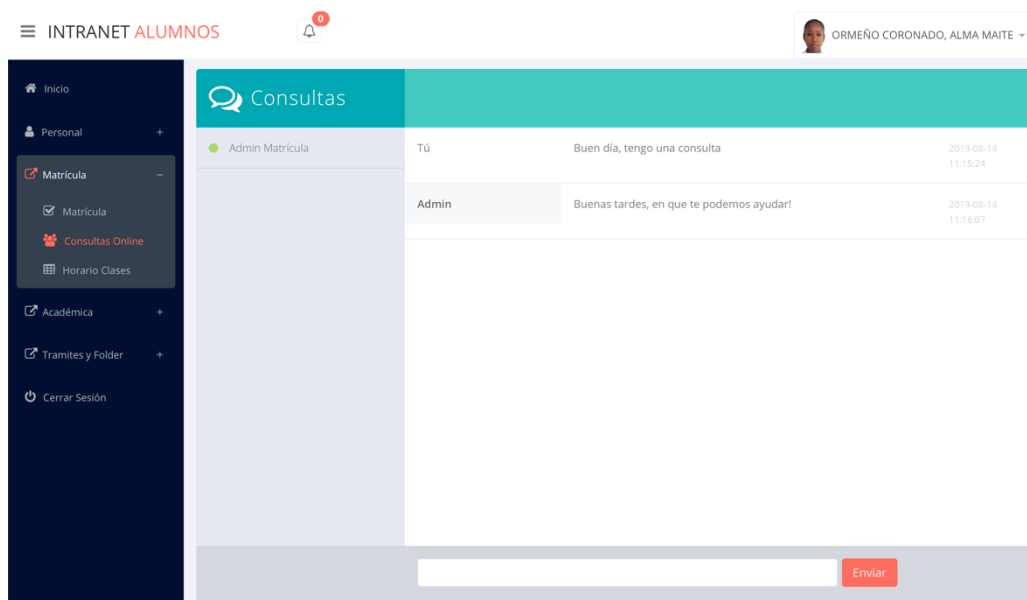 INTRANET ALUMNOS
0
ORMEÑO CORONADO, ALMA MAITE
Inicio
Personal +
Matrícula −
Matrícula
Consultas Online
Horario Clases
Académica +
Tramites y Folder +
Cerrar Sesión
Consultas
Admin Matrícula
Tú Buen día, tengo una consulta 2019-08-14
11:15:24
Admin Buenas tardes, en que te podemos ayudar! 2019-08-14
11:16:07
Enviar